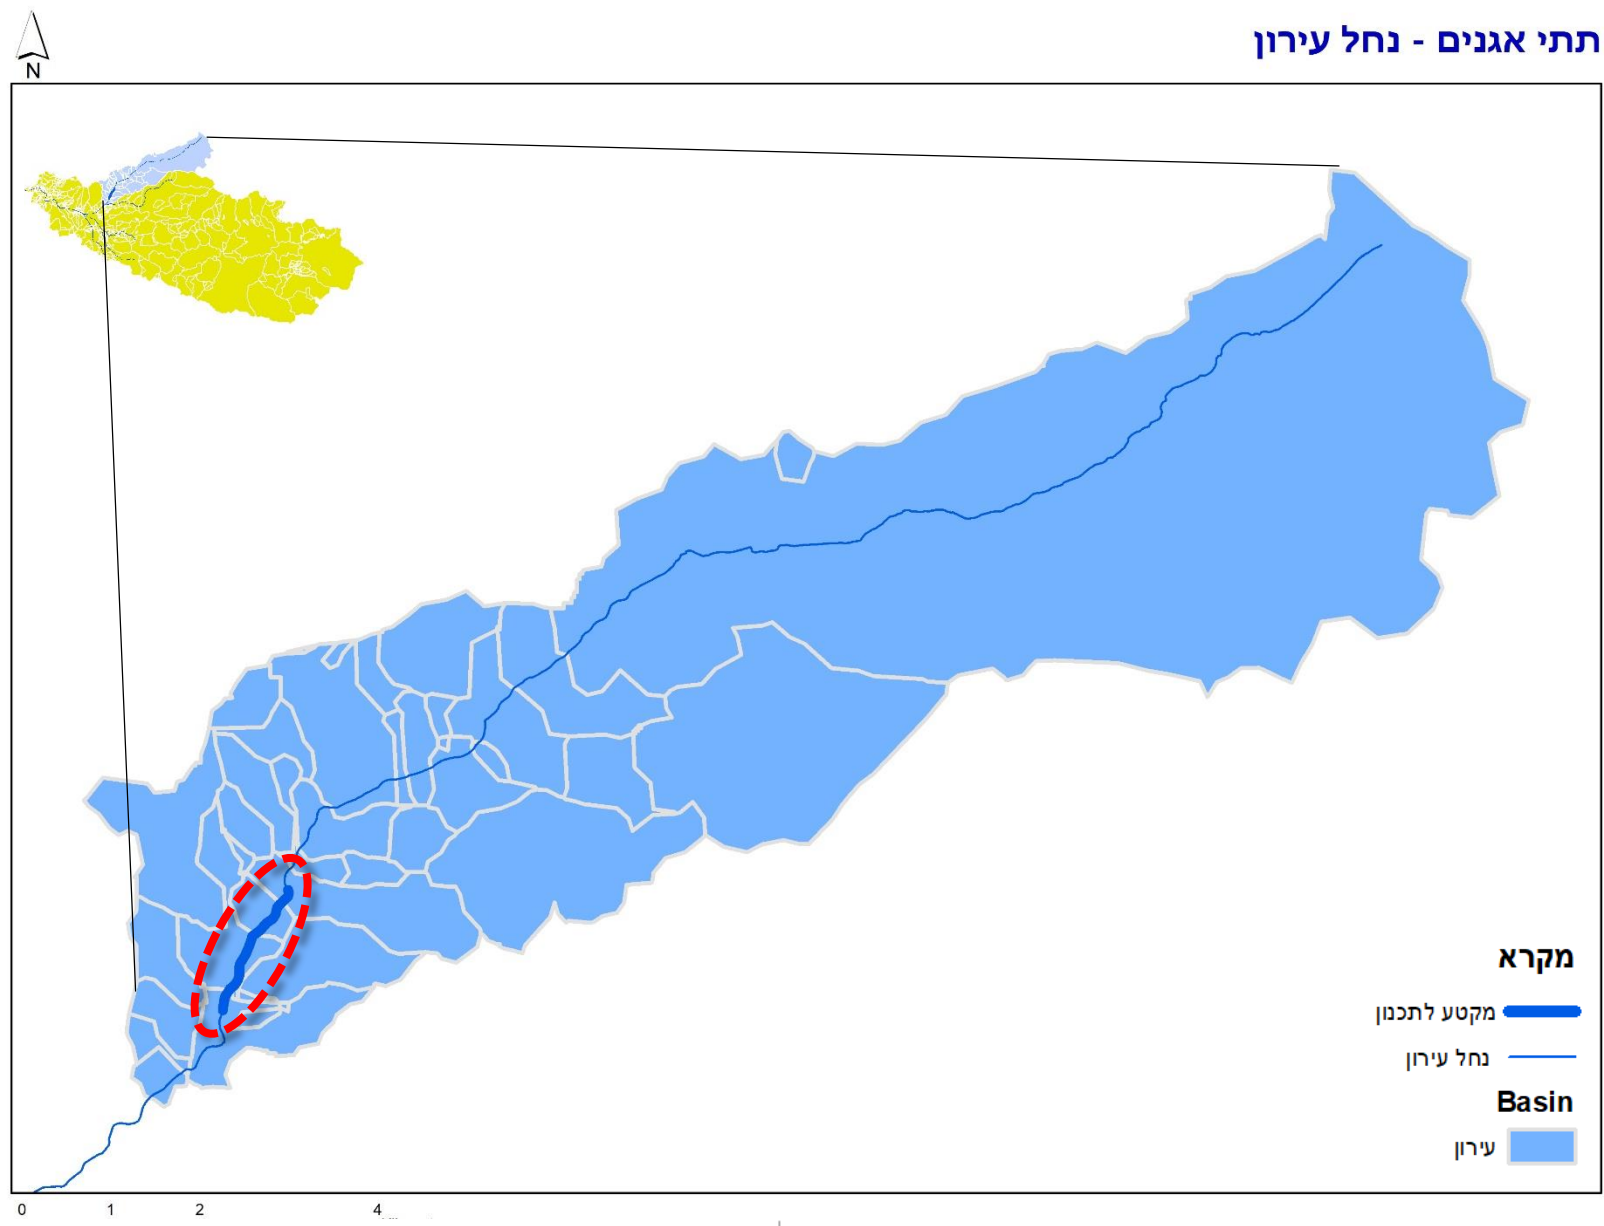 תתי אגנים - נחל עירון
N
מקרא
מקטע לתכנון
נחל עירון
Basin
עירון
0 1 2 4